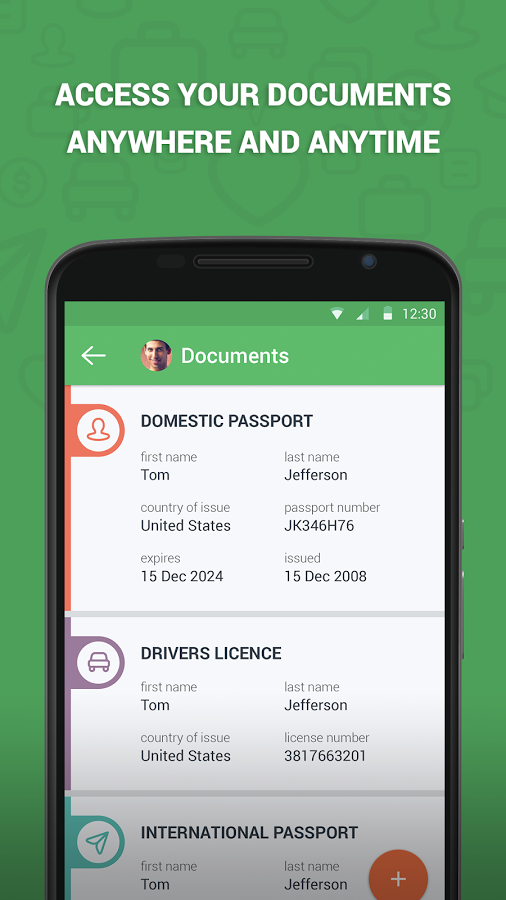 ACCESS YOUR DOCUMENTS
ANYWHERE AND ANYTIME
12:30
Documents
DOMESTIC PASSPORT
first name last name
Tom Jefferson
country of issue passport number
United States JK346H76
expires issued
15 Dec 2024 15 Dec 2008
DRIVERS LICENCE
first name last name
Tom Jefferson
country of issue license number
United States 3817663201
INTERNATIONAL PASSPORT
first name last name
Tom Jefferson
+